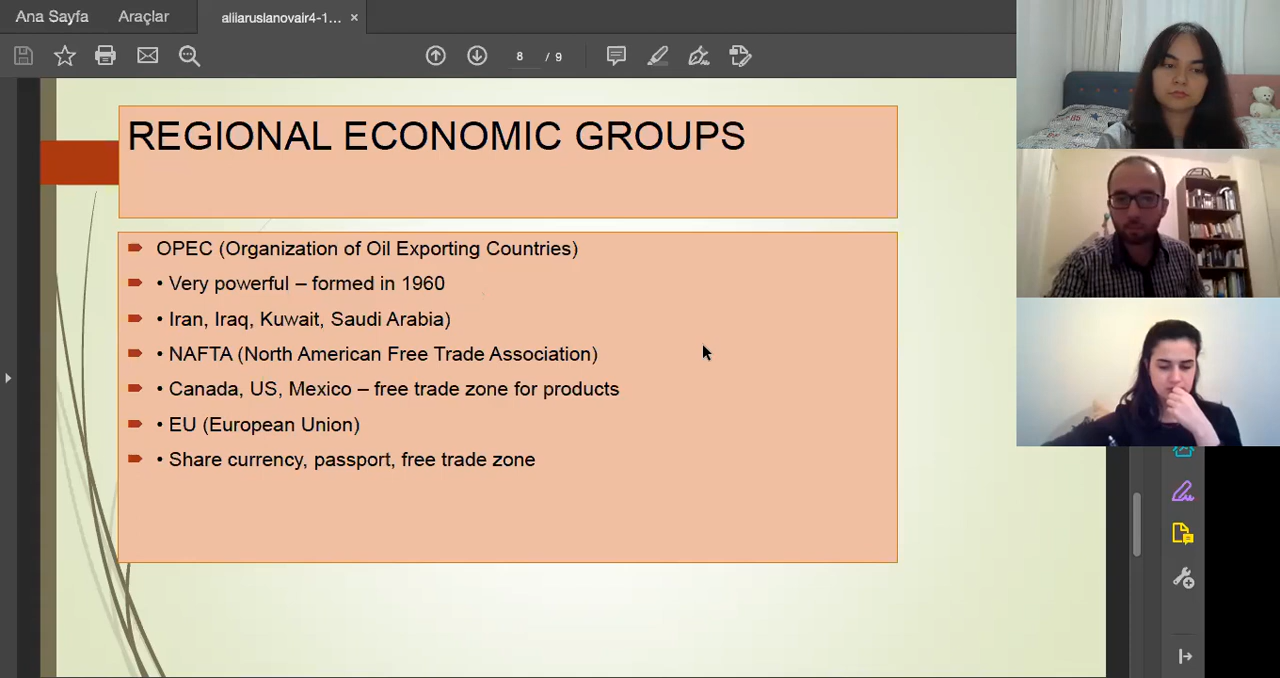 Ana Sayfa Araçlar aliiaruslanovair4-1... ×
8 / 9
REGIONAL ECONOMIC GROUPS
OPEC (Organization of Oil Exporting Countries)
• Very powerful – formed in 1960
• Iran, Iraq, Kuwait, Saudi Arabia)
• NAFTA (North American Free Trade Association)
• Canada, US, Mexico – free trade zone for products
• EU (European Union)
• Share currency, passport, free trade zone